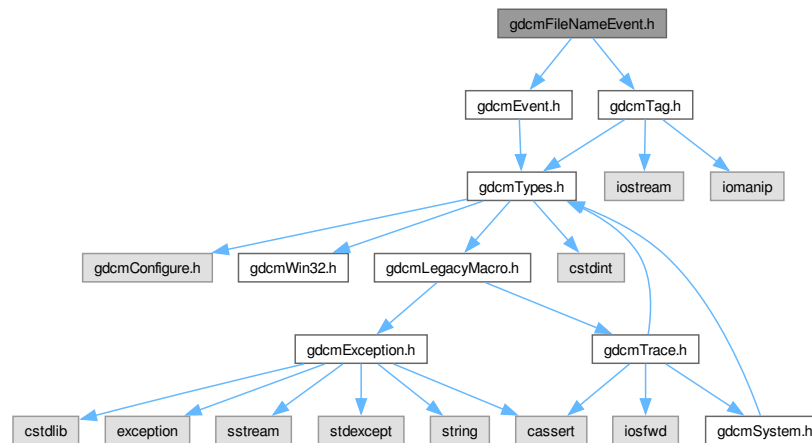 gdcmFileNameEvent.h
gdcmEvent.h
gdcmTag.h
gdcmTypes.h
iostream
iomanip
gdcmConfigure.h
gdcmWin32.h
gdcmLegacyMacro.h
cstdint
gdcmException.h
gdcmTrace.h
cstdlib
exception
sstream
stdexcept
string
cassert
iosfwd
gdcmSystem.h